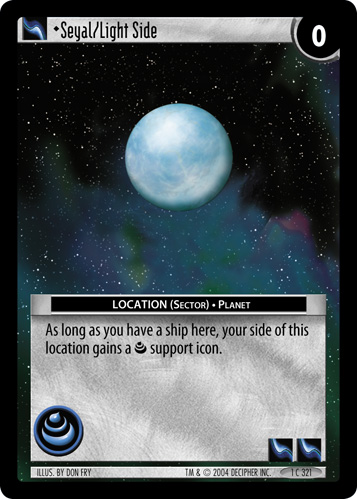 •Seyal/Light Side
0
LOCATION (SECTOR) • PLANET
As long as you have a ship here, your side of this
location gains a support icon.
ILLUS. BY DON FRY
TM & © 2004 DECIPHER INC.
1 C 321